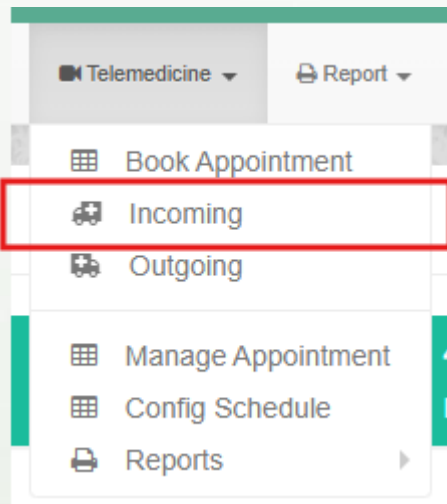 Telemedicine Report
Book Appointment
Incoming
Outgoing
Manage Appointment
Config Schedule
Reports